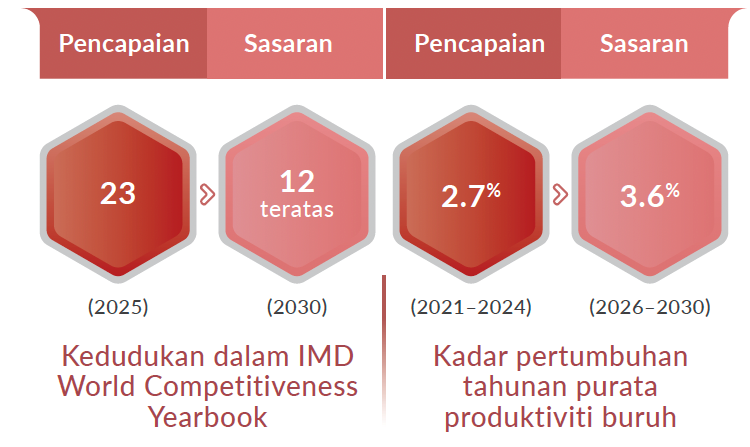 Pencapaian
Sasaran
Pencapaian
Sasaran
23
12
teratas
2.7%
3.6%
(2025)
(2030)
(2021–2024)
(2026–2030)
Kedudukan dalam IMD
World Competitiveness
Yearbook
Kadar pertumbuhan
tahunan purata
produktiviti buruh